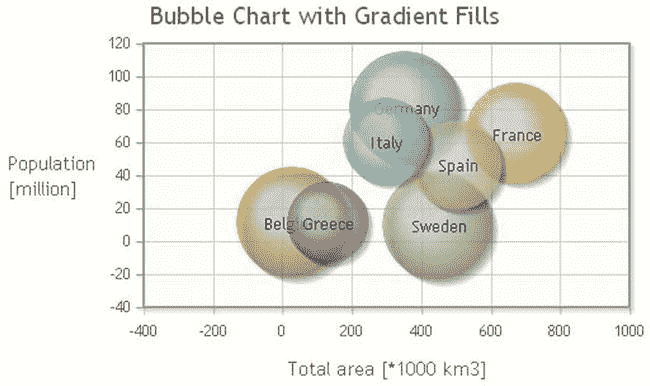 Bubble Chart with Gradient Fills
120
100
80
60
40
20
0
-20
-40
Population
[million]
Germany
Italy
France
Spain
Belg
Greece
Sweden
-400 -200 0 200 400 600 800 1000
Total area [*1000 km3]